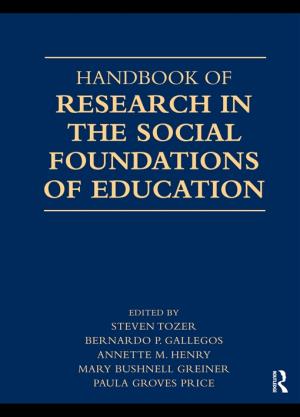 HANDBOOK OF
RESEARCH IN
THE SOCIAL
FOUNDATIONS
OF EDUCATION
EDITED BY
STEVEN TOZER
BERNARDO P. GALLEGOS
ANNETTE M. HENRY
MARY BUSHNELL GREINER
PAULA GROVES PRICE
Routledge